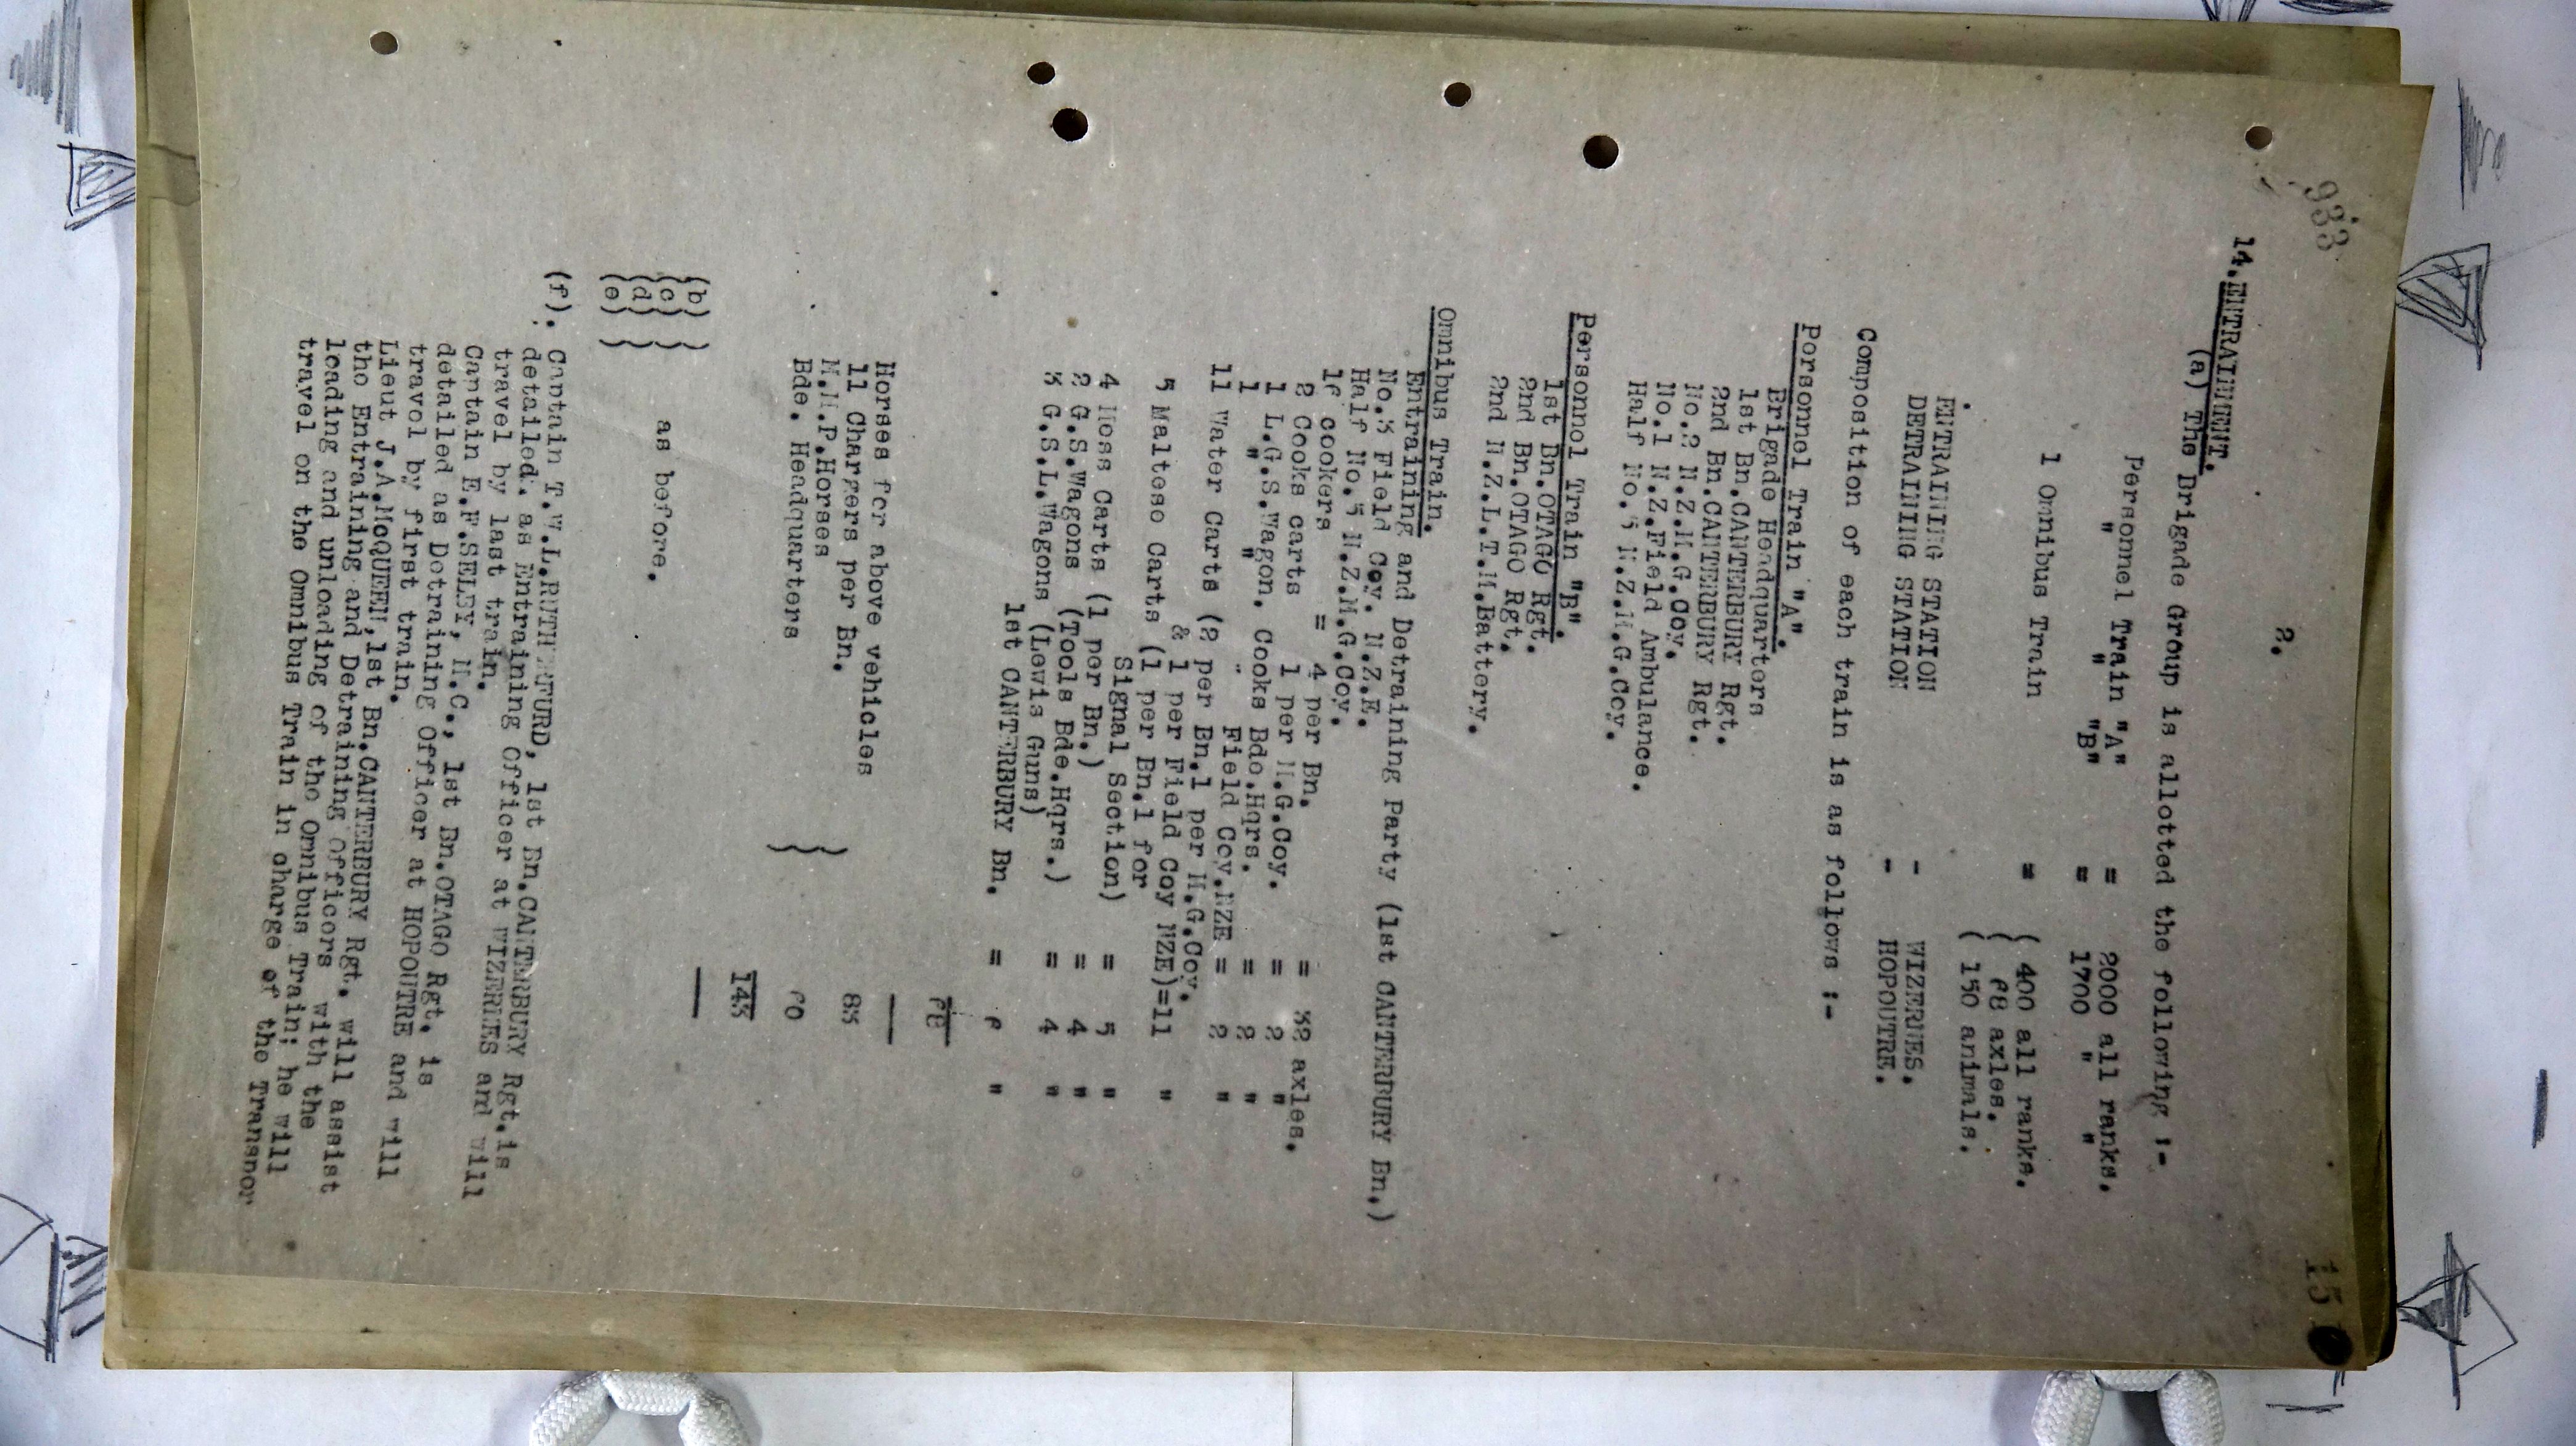 933
15
2.
14. ENTRAINMENT.
(a) The Brigade Group is allotted the following :-
Personnel Train "A" = 2000 all ranks.
" " "B" = 1700 " "
1 Omnibus Train = ( 400 all ranks.
( 68 axles.
( 150 animals.
ENTRAINING STATION - WIZERNES.
DETRAINING STATION - HOPOUTRE.
Composition of each train is as follows :-
Personnel Train "A".
Brigade Headquarters
1st Bn.CANTERBURY Rgt.
2nd Bn.CANTERBURY Rgt.
No.2 N.Z.M.G.Coy.
No.1 N.Z.Field Ambulance.
Half No.5 N.Z.M.G.Coy.
Personnel Train "B".
1st Bn.OTAGO Rgt.
2nd Bn.OTAGO Rgt.
2nd N.Z.L.T.M.Battery.
Omnibus Train.
Entraining and Detraining Party (1st CANTERBURY Bn.)
No.3 Field Coy. N.Z.E.
Half No.5 N.Z.M.G.Coy.
16 cookers = 4 per Bn. = 32 axles.
2 Cooks carts 1 per M.G.Coy. = 2 "
1 L.G.S.Wagon, Cooks Bde.Hqrs. = 2 "
1 " " " Field Coy.NZE = 2 "
11 Water Carts (2 per Bn.1 per M.G.Coy.
& 1 per Field Coy NZE)=11 "
5 Maltese Carts (1 per Bn.1 for
Signal Section) = 5 "
4 Mess Carts (1 per Bn.) = 4 "
2 G.S.Wagons (Tools Bde.Hqrs.) = 4 "
3 G.S.L.Wagons (Lewis Guns)
1st CANTERBURY Bn. = 6 "
68
Horses for above vehicles 83
11 Chargers per Bn. )
M.M.P.Horses ) 60
Bde. Headquarters )
143
(b) )
(c) )
(d) ) as before.
(e) )
(f). Captain T.W.L.RUTHERFURD, 1st Bn.CANTERBURY Rgt.is
detailed as Entraining Officer at WIZERNES and will
travel by last train.
Captain E.F.SELBY, M.C., 1st Bn.OTAGO Rgt. is
detailed as Detraining Officer at HOPOUTRE and will
travel by first train.
Lieut J.A.McQUEEN,1st Bn.CANTERBURY Rgt. will assist
the Entraining and Detraining Officers with the
loading and unloading of the Omnibus Train; he will
travel on the Omnibus Train in charge of the Transpor